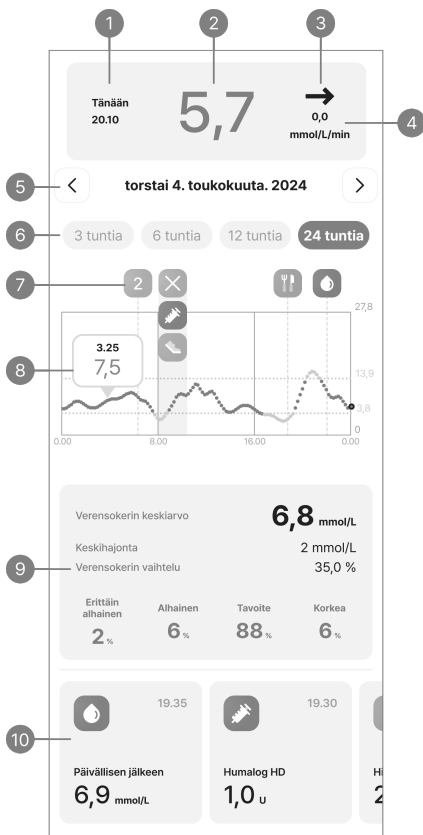 1
2
3
Tänään
20.10
5,7
0,0
mmol/L/min
4
5
torstai 4. toukokuuta. 2024
6
3 tuntia
6 tuntia
12 tuntia
24 tuntia
7
2
27,8
3.25
7,5
8
13,9
3,8
0
0.00
8.00
16.00
0.00
Verensokerin keskiarvo
6,8 mmol/L
Keskihajonta
2 mmol/L
9
Verensokerin vaihtelu
35,0 %
Erittäin
alhainen
Alhainen
Tavoite
Korkea
2 %
6 %
88 %
6 %
19.35
19.30
10
Päivällisen jälkeen
Humalog HD
Hi
6,9 mmol/L
1,0 U
2